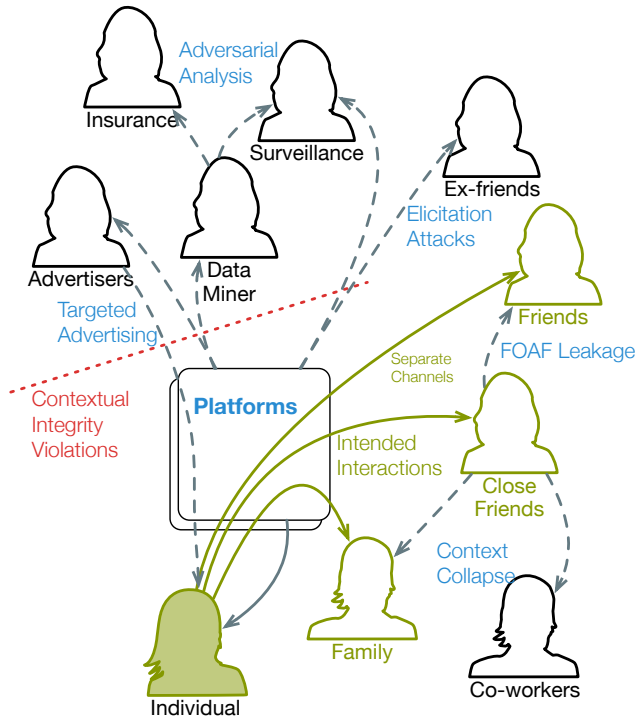 Adversarial
Analysis
Insurance
Surveillance
Ex-friends
Elicitation
Attacks
Advertisers
Data
Miner
Targeted
Advertising
Friends
Separate
Channels
FOAF Leakage
Contextual
Integrity
Violations
Platforms
Intended
Interactions
Close
Friends
Context
Collapse
Family
Co-workers
Individual